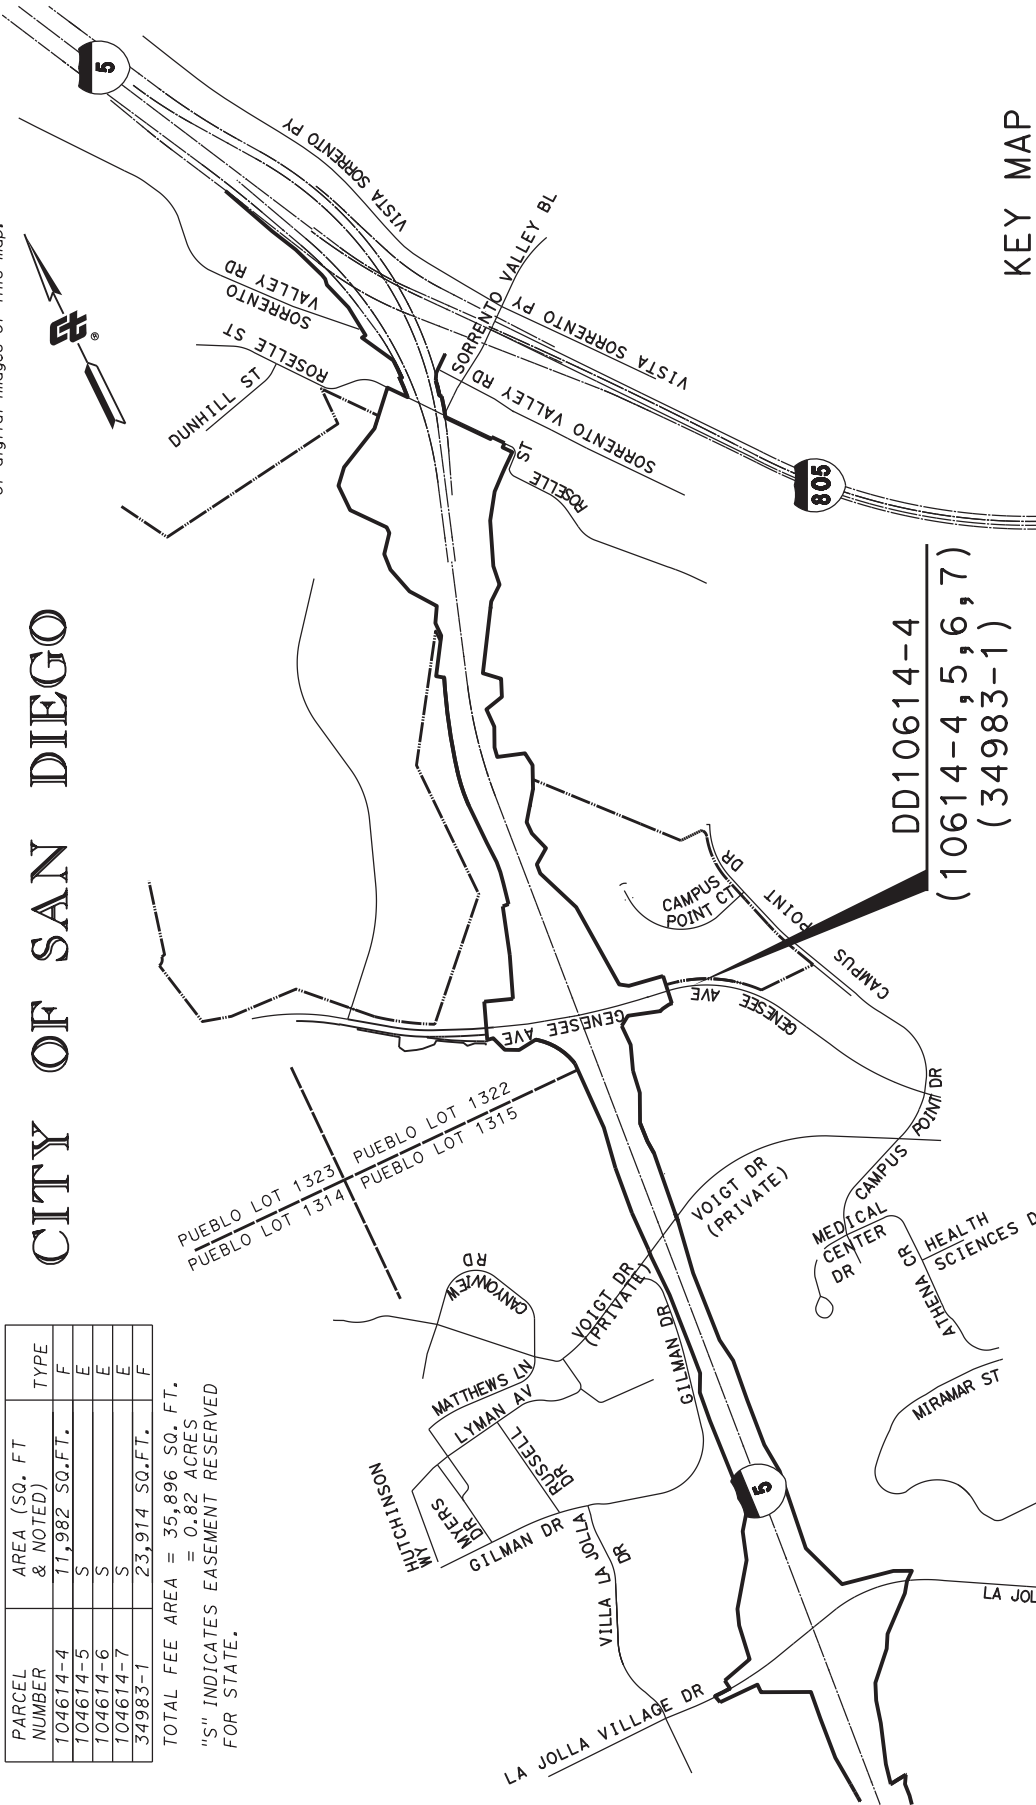 CITY OF SAN DIEGO
PARCEL NUMBER AREA (SQ. FT & NOTED) TYPE
104614-4 11,982 SQ.FT. F
104614-5 S E
104614-6 S E
104614-7 S E
34983-1 23,914 SQ.FT. F
TOTAL FEE AREA = 35,896 SQ. FT.
= 0.82 ACRES
"S" INDICATES EASEMENT RESERVED
FOR STATE.
ct®
5
VISTA SORRENTO PY
SORRENTO
VALLEY RD
ROSELLE ST
DUNHILL ST
SORRENTO VALLEY BL
VISTA SORRENTO PY
SORRENTO VALLEY RD
ROSELLE ST
805
KEY MAP
DD10614-4
(10614-4,5,6,7)
(34983-1)
CAMPUS
POINT CT
CAMPUS POINT DR
GENESEE AVE
GENESEE AVE
PUEBLO LOT 1323
PUEBLO LOT 1322
PUEBLO LOT 1314
PUEBLO LOT 1315
CAMPUS POINT DR
VOIGT DR
(PRIVATE)
MEDICAL
CENTER
DR
HEALTH
SCIENCES D
ATHENA CR
MIRAMAR ST
CANYONVIEW RD
VOIGT DR
(PRIVATE)
GILMAN DR
MATTHEWS LN
LYMAN AV
RUSSELL
DR
HUTCHINSON
WY
MYERS
DR
GILMAN DR
VILLA LA JOLLA
DR
5
LA JOLLA VILLAGE DR
LA JOL